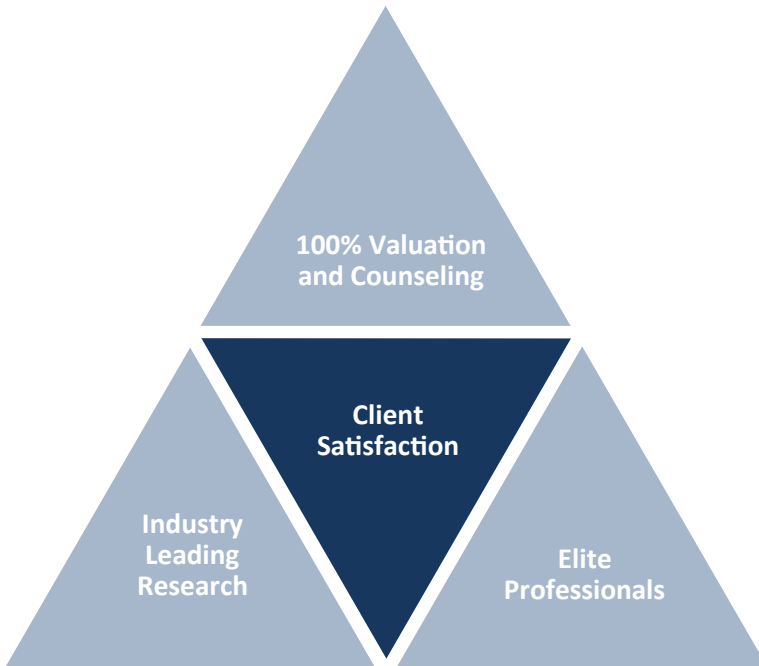 100% Valuation
and Counseling
Client
Satisfaction
Industry
Leading
Research
Elite
Professionals